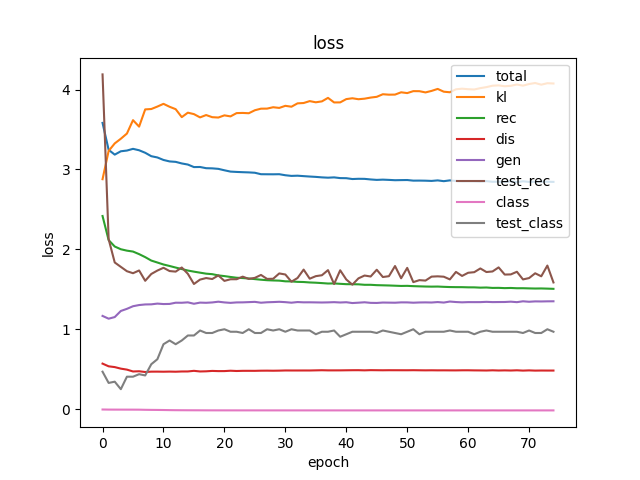 loss
total
kl
rec
dis
gen
test_rec
class
test_class
4
3
2
1
0
loss
0 10 20 30 40 50 60 70
epoch